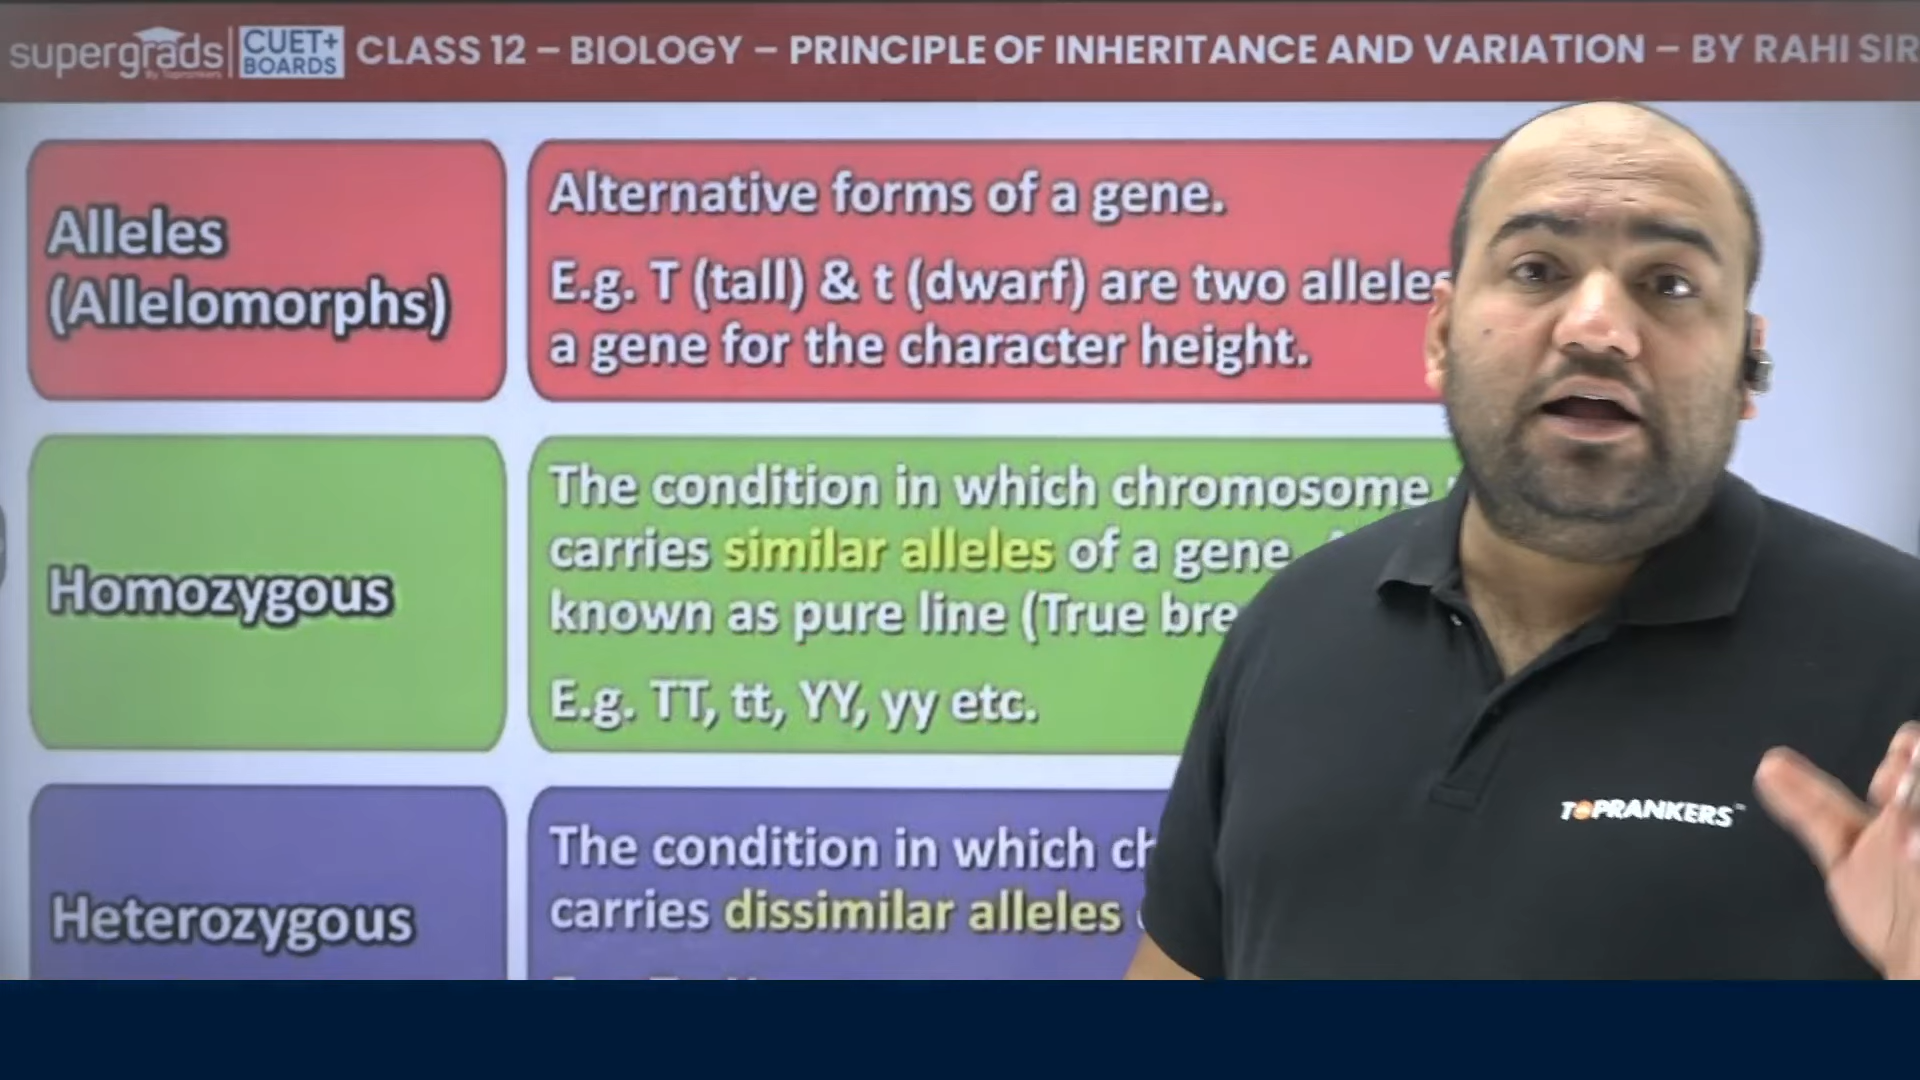 supergrads
By Toprankers
CUET+
BOARDS
CLASS 12 – BIOLOGY – PRINCIPLE OF INHERITANCE AND VARIATION – BY RAHI SIR
Alleles
(Allelomorphs)
Alternative forms of a gene.
E.g. T (tall) & t (dwarf) are two alleles
a gene for the character height.
Homozygous
The condition in which chromosome
carries similar alleles of a gene.
known as pure line (True bre
E.g. TT, tt, YY, yy etc.
Heterozygous
The condition in which ch
carries dissimilar alleles
TOPRANKERS™